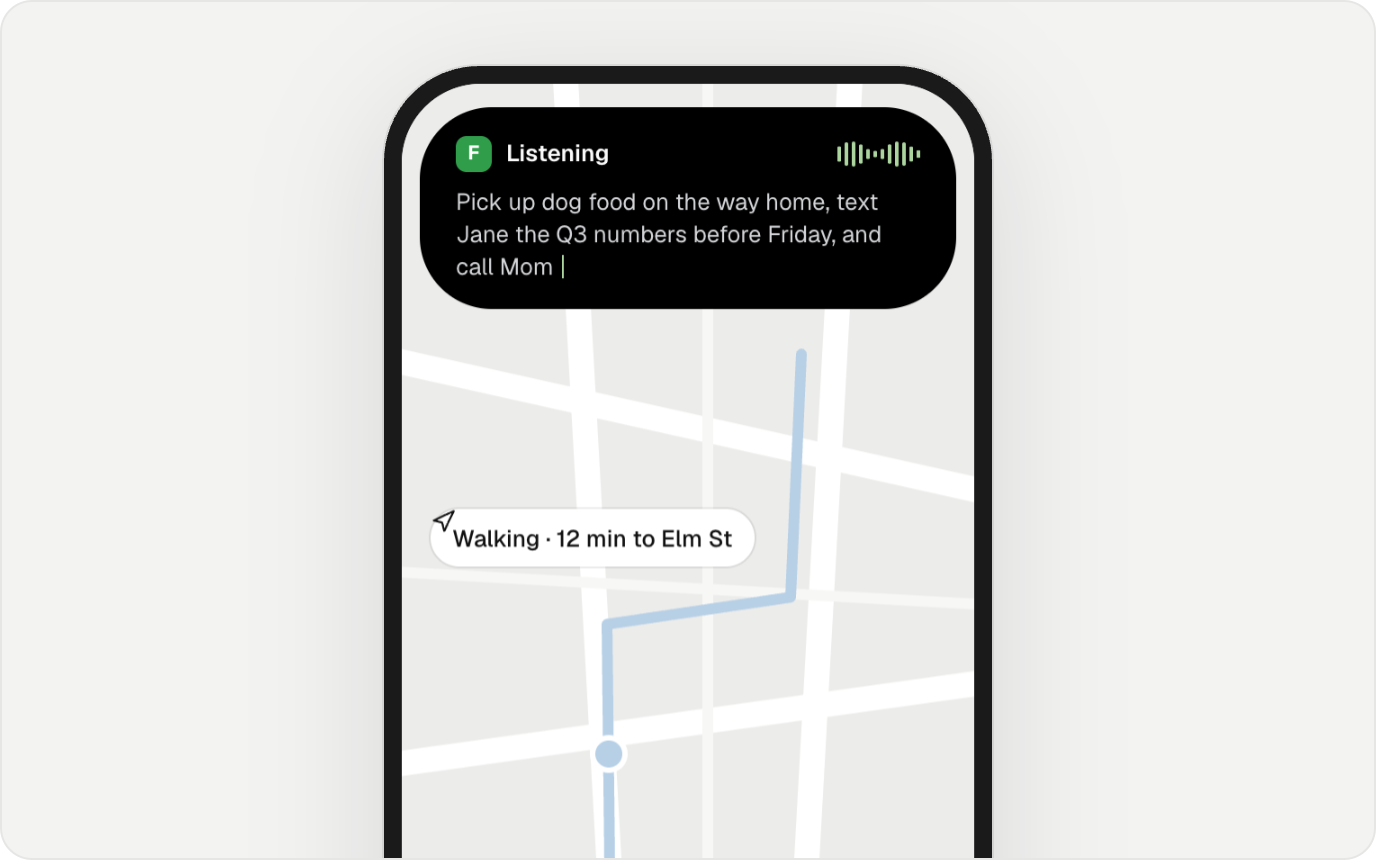 F Listening
Pick up dog food on the way home, text
Jane the Q3 numbers before Friday, and
call Mom
Walking · 12 min to Elm St